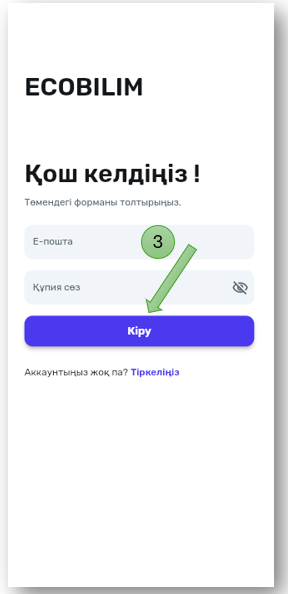 ECOBILIM
Қош келдіңіз !
Төмендегі форманы толтырыңыз.
Е-пошта
3
Құпия сөз
Кіру
Аккаунтыңыз жоқ па? Тіркеліңіз